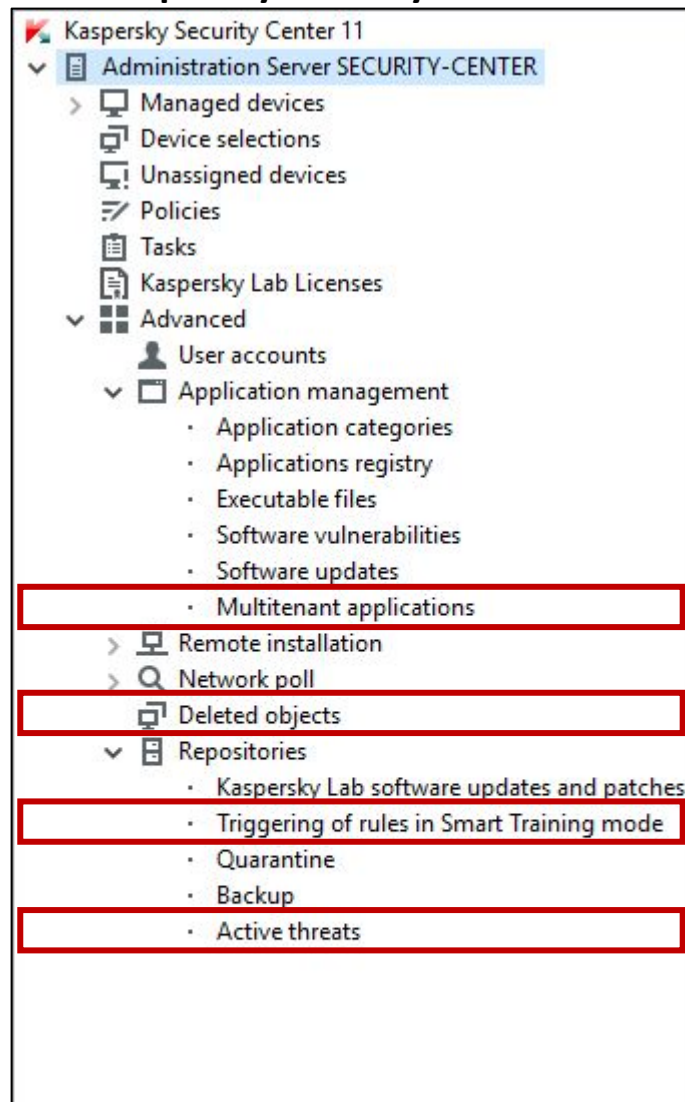 Kaspersky Security Center 11
Administration Server SECURITY-CENTER
Managed devices
Device selections
Unassigned devices
Policies
Tasks
Kaspersky Lab Licenses
Advanced
User accounts
Application management
Application categories
Applications registry
Executable files
Software vulnerabilities
Software updates
Multitenant applications
Remote installation
Network poll
Deleted objects
Repositories
Kaspersky Lab software updates and patches
Triggering of rules in Smart Training mode
Quarantine
Backup
Active threats